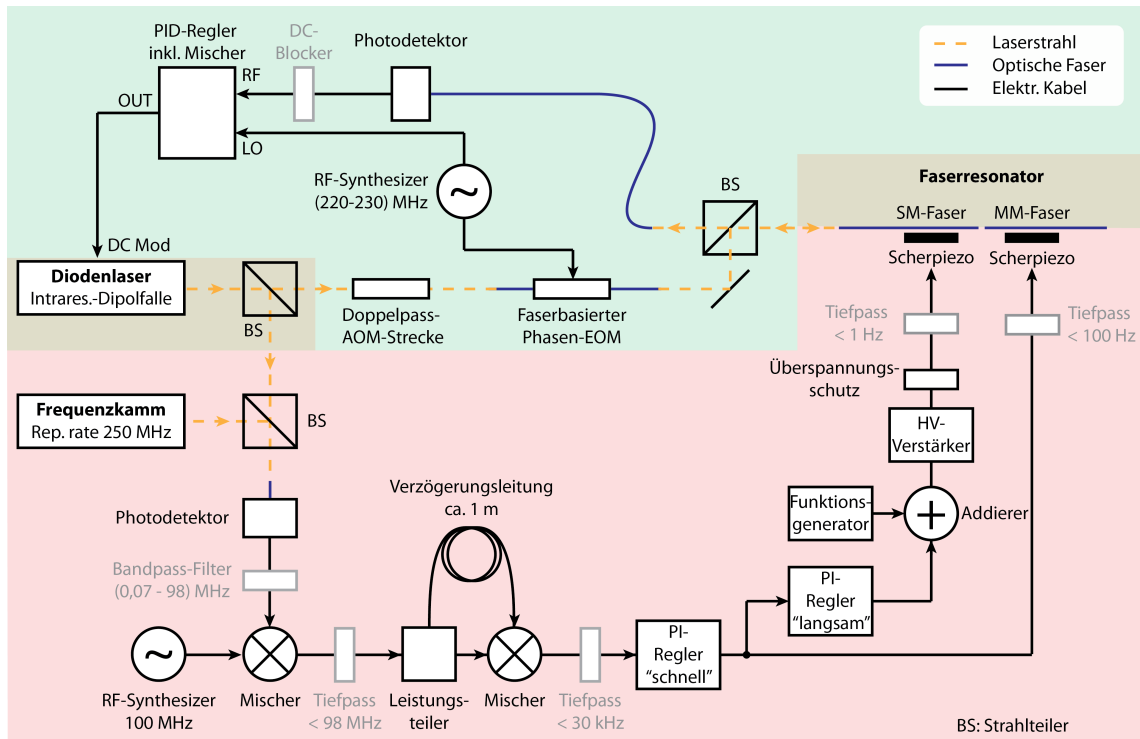 PID-Regler
inkl. Mischer
DC-
Blocker
Photodetektor
Laserstrahl
Optische Faser
Elektr. Kabel
RF
OUT
LO
RF-Synthesizer
(220-230) MHz
~
BS
Faserresonator
SM-Faser
MM-Faser
Scherpiezo
Scherpiezo
DC Mod
Diodenlaser
Intrares.-Dipolfalle
BS
Doppelpass-
AOM-Strecke
Faserbasierter
Phasen-EOM
Tiefpass
< 1 Hz
Tiefpass
< 100 Hz
Überspannungs-
schutz
Frequenzkamm
Rep. rate 250 MHz
BS
HV-
Verstärker
Verzögerungsleitung
ca. 1 m
Photodetektor
Funktions-
generator
+
Addierer
Bandpass-Filter
(0,07 - 98) MHz
PI-
Regler
"langsam"
~
PI-
Regler
"schnell"
RF-Synthesizer
100 MHz
Mischer
Tiefpass
< 98 MHz
Leistungs-
teiler
Mischer
Tiefpass
< 30 kHz
BS: Strahlteiler